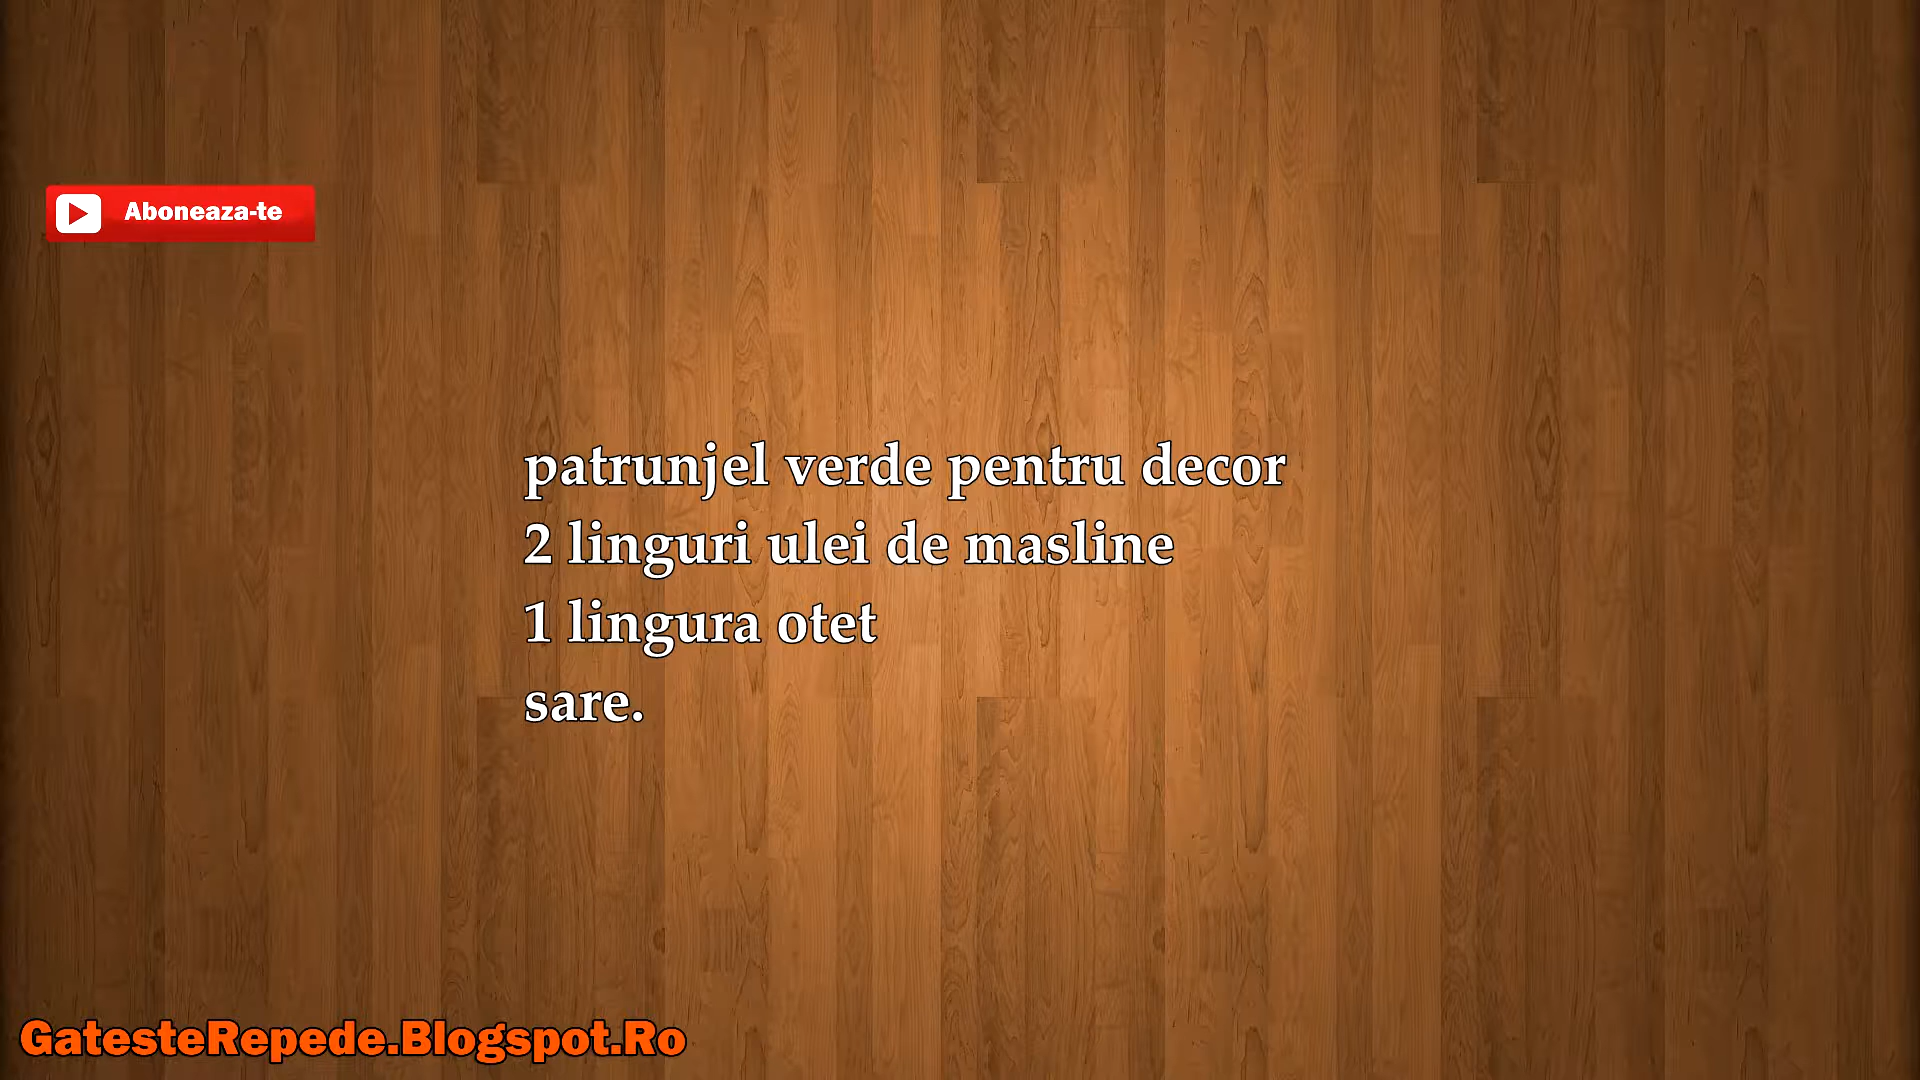 Aboneaza-te
patrunjel verde pentru decor
2 linguri ulei de masline
1 lingura otet
sare.
GatesteRepede.Blogspot.Ro